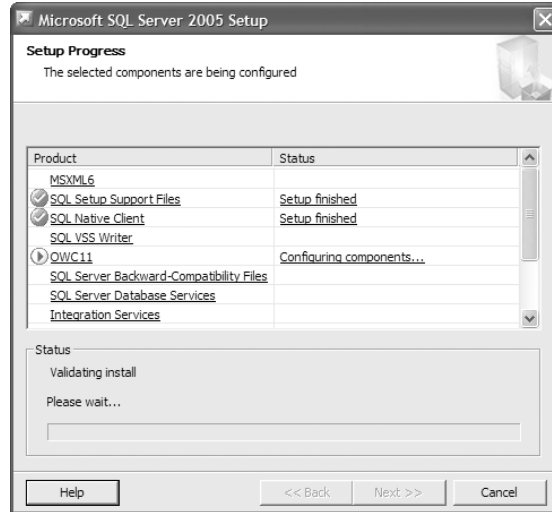 Microsoft SQL Server 2005 Setup
Setup Progress
The selected components are being configured
Product Status
MSXML6
SQL Setup Support Files Setup finished
SQL Native Client Setup finished
SQL VSS Writer
OWC11 Configuring components...
SQL Server Backward-Compatibility Files
SQL Server Database Services
Integration Services
Status
Validating install
Please wait...
Help << Back Next >> Cancel